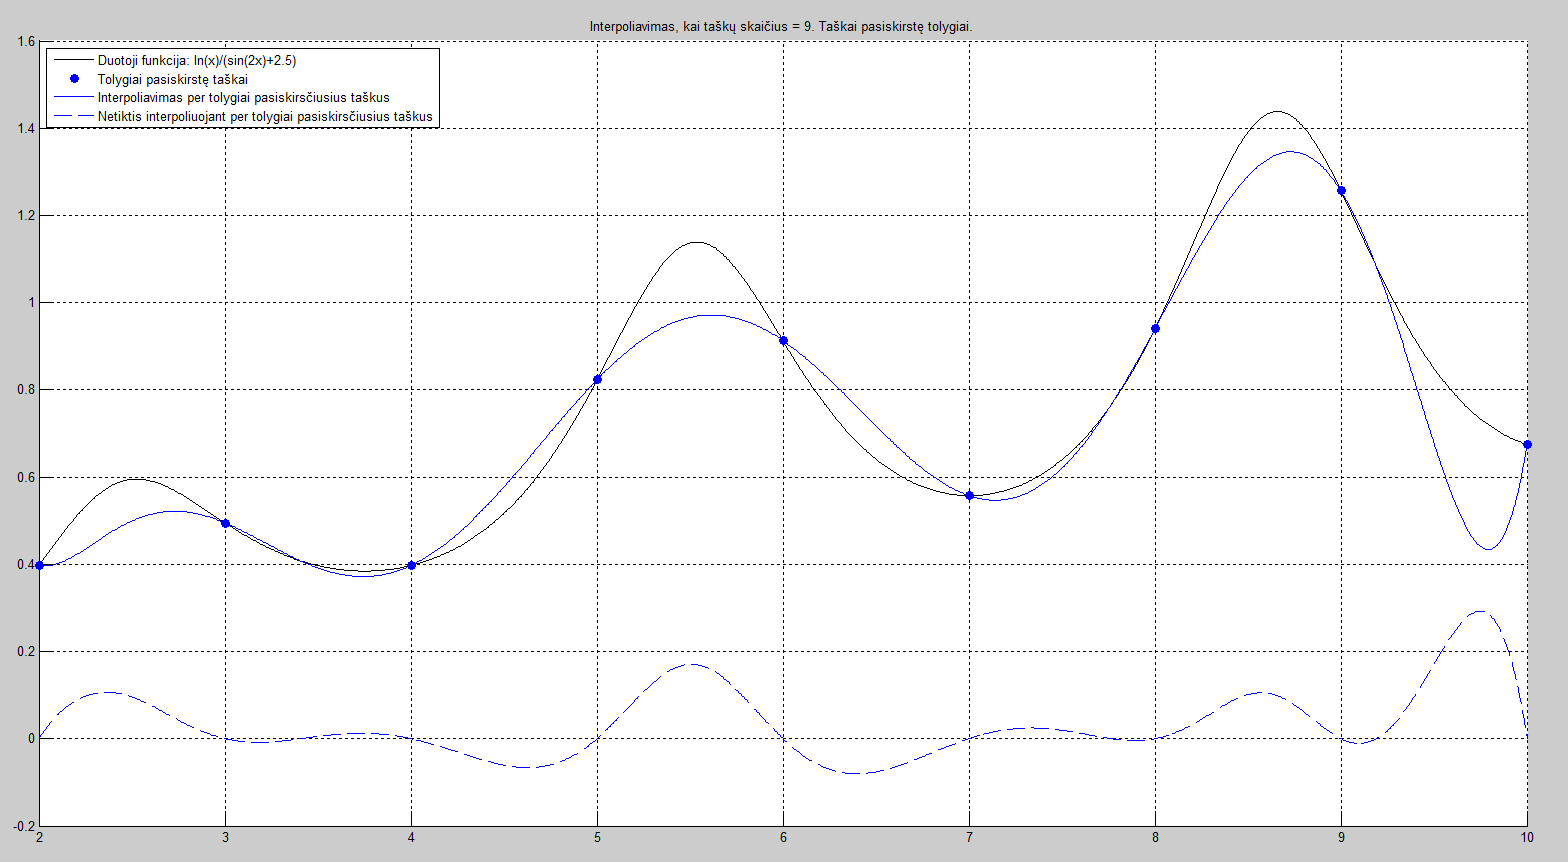 Interpoliavimas, kai taškų skaičius = 9. Taškai pasiskirstę tolygiai.
Duotoji funkcija: ln(x)/(sin(2x)+2.5)
Tolygiai pasiskirstę taškai
Interpoliavimas per tolygiai pasiskirsčiusius taškus
Netiktis interpoliuojant per tolygiai pasiskirsčiusius taškus
1.6
1.4
1.2
1
0.8
0.6
0.4
0.2
0
-0.2
2 3 4 5 6 7 8 9 10